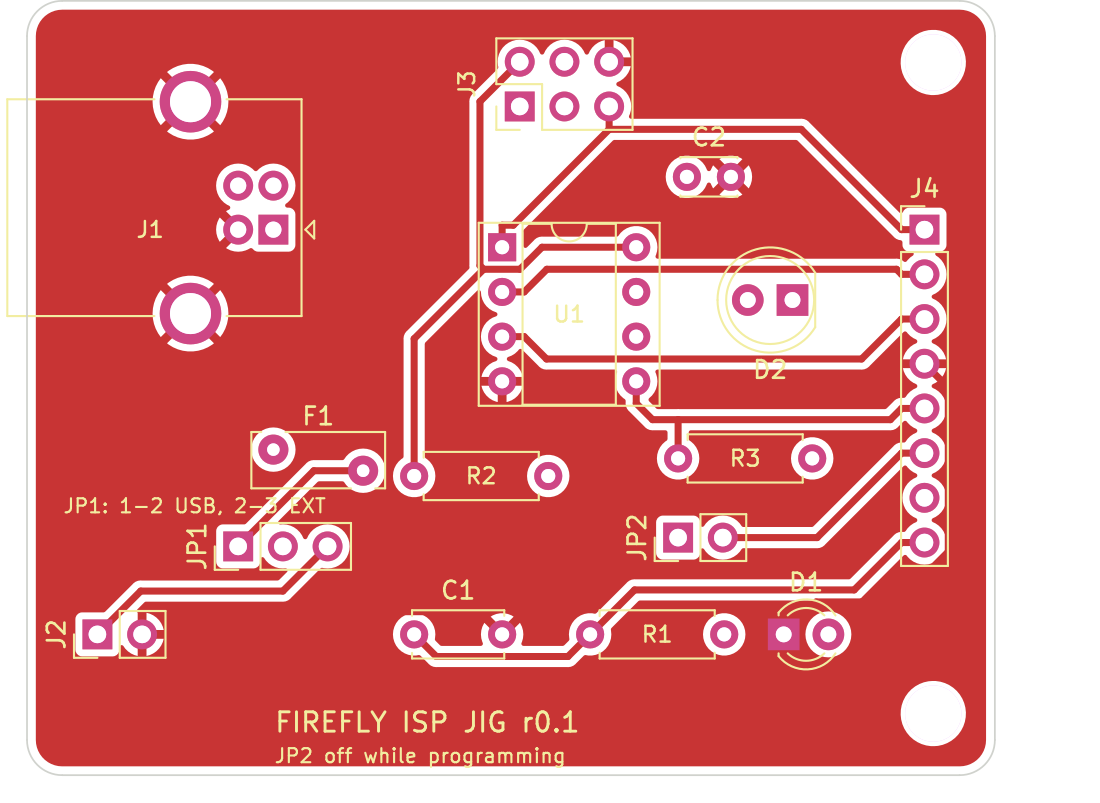 J3
C2
J4
J1
U1
D2
F1
R3
R2
JP1: 1-2 USB, 2-3 EXT
JP1
JP2
D1
C1
J2
R1
FIREFLY ISP JIG r0.1
JP2 off while programming